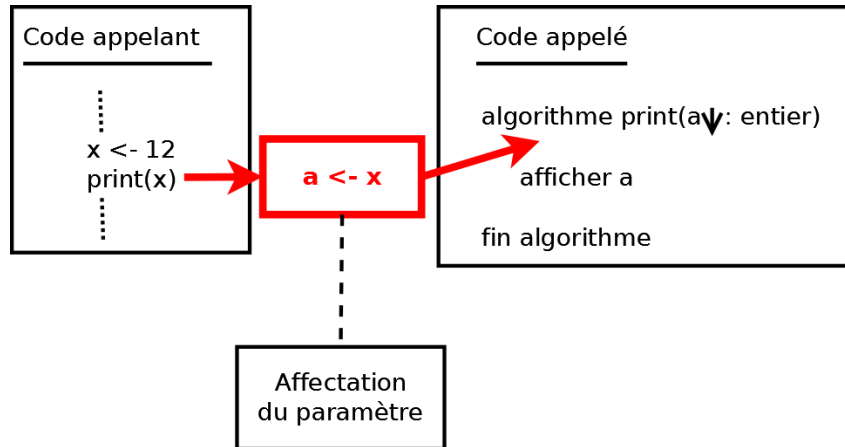 Code appelant
x <- 12
print(x)
a <- x
Code appelé
algorithme print(a↓: entier)
afficher a
fin algorithme
Affectation
du paramètre